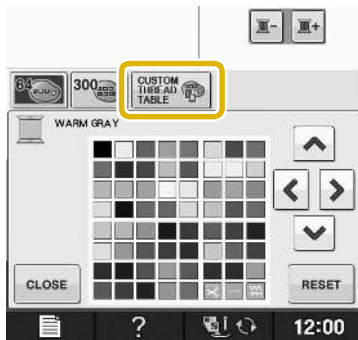 64
300
CUSTOM
THREAD
TABLE
WARM GRAY
CLOSE
RESET
?
12:00